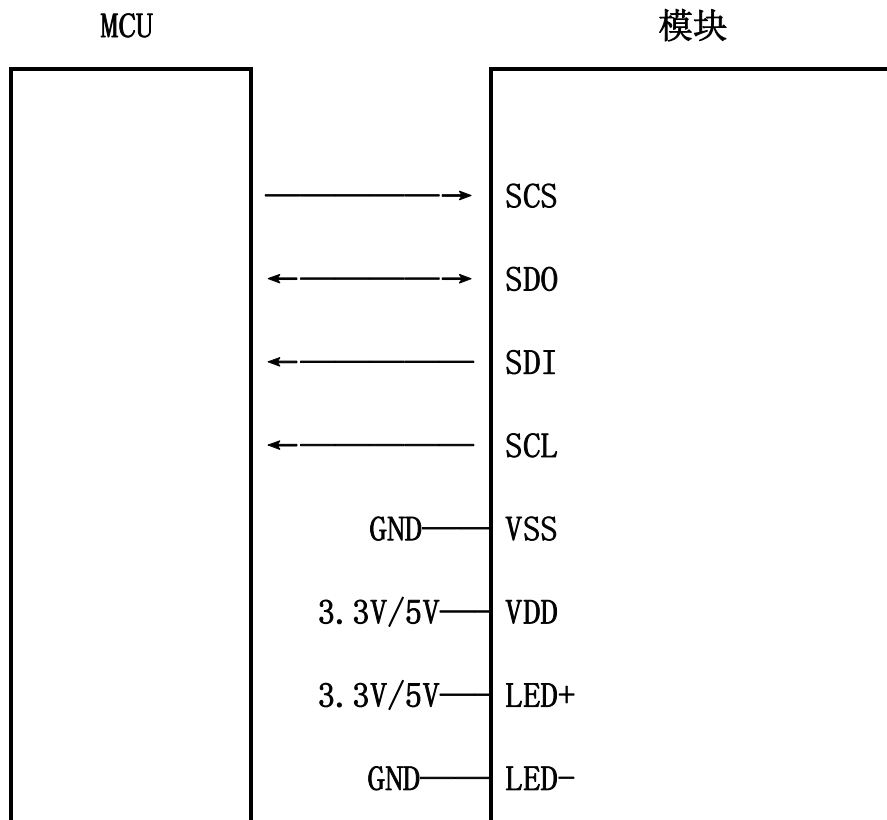 MCU 模块
SCS
SDO
SDI
SCL
GND VSS
3.3V/5V VDD
3.3V/5V LED+
GND LED-